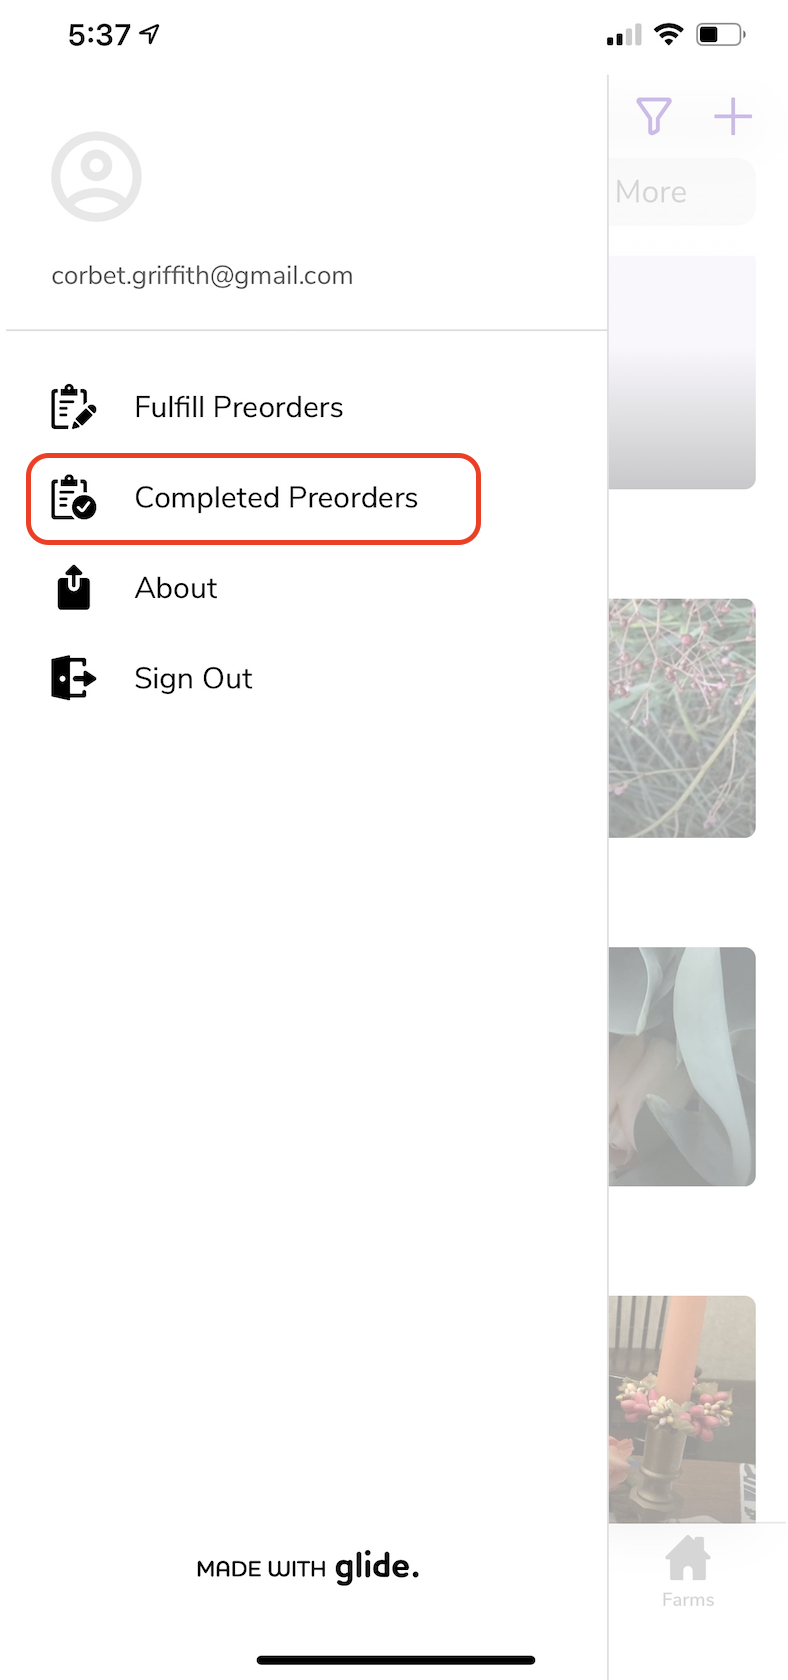 5:37
More
corbet.griffith@gmail.com
Fulfill Preorders
Completed Preorders
About
Sign Out
MADE WITH glide.
Farms